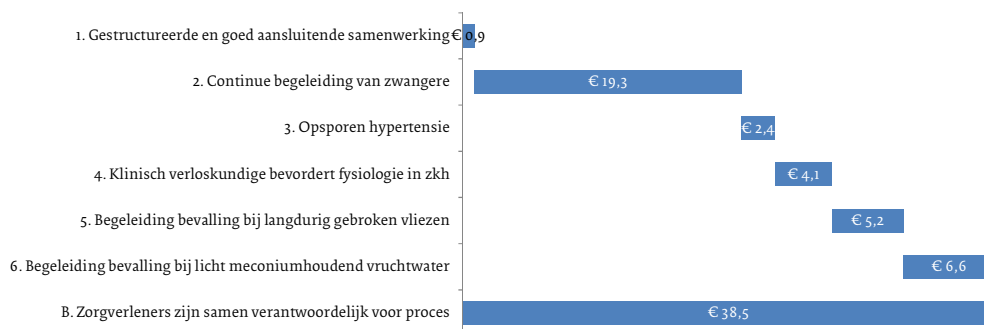 1. Gestructureerde en goed aansluitende samenwerking € 0,9
2. Continue begeleiding van zwangere € 19,3
3. Opsporen hypertensie € 2,4
4. Klinisch verloskundige bevordert fysiologie in zkh € 4,1
5. Begeleiding bevalling bij langdurig gebroken vliezen € 5,2
6. Begeleiding bevalling bij licht meconiumhoudend vruchtwater € 6,6
B. Zorgverleners zijn samen verantwoordelijk voor proces € 38,5